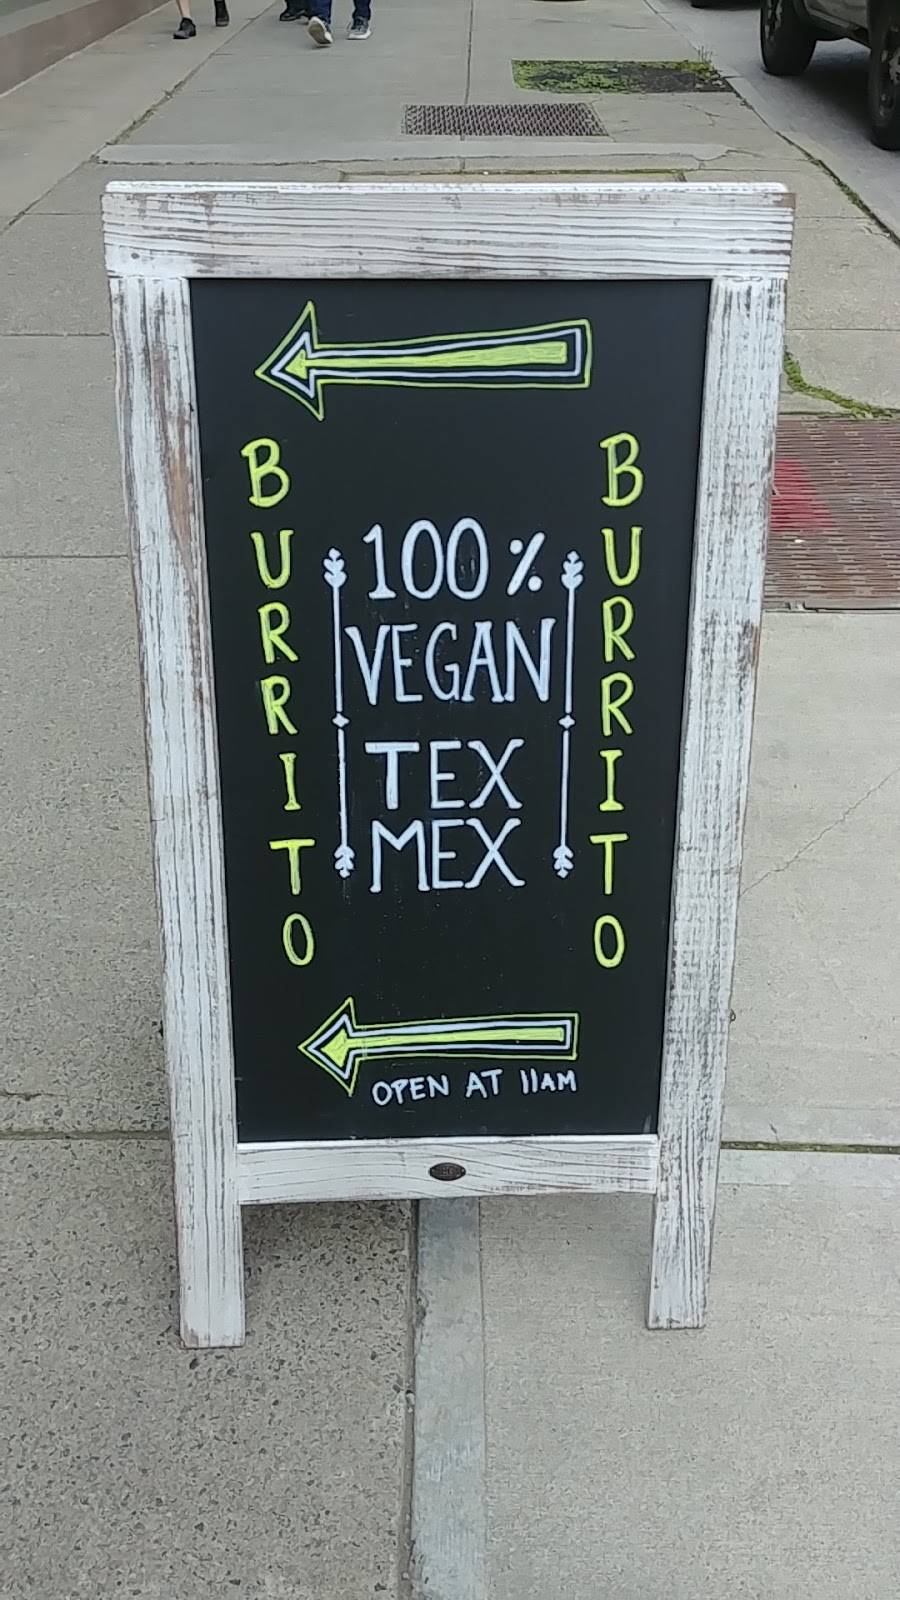 BURRITO
100%
VEGAN
TEX
MEX
BURRITO
OPEN AT 11AM